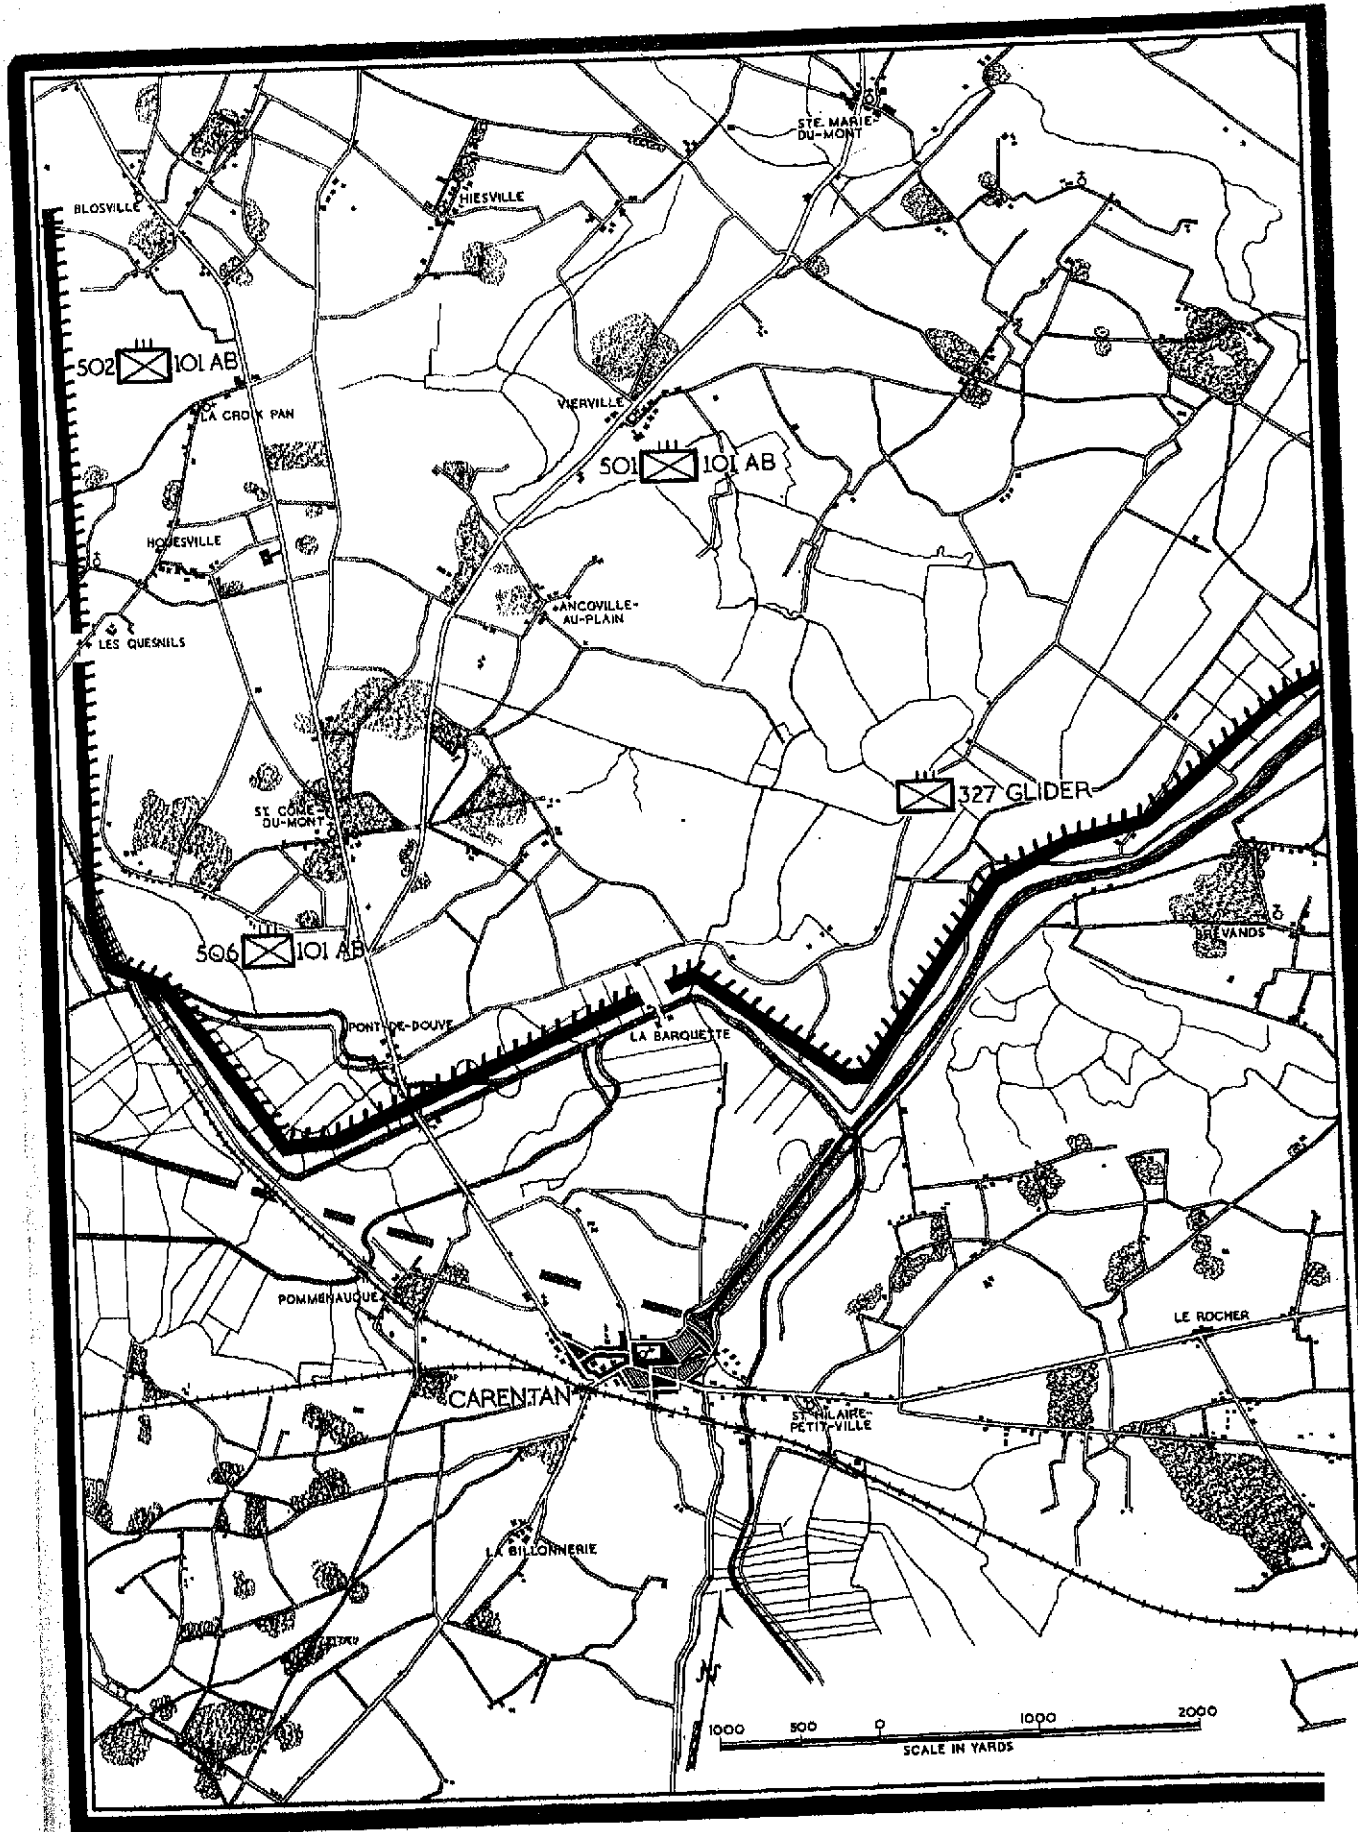 STE. MARIE-
DU-MONT
BLOSVILLE
HIESVILLE
502 101 AB
LA CROIX PAN
VIERVILLE
501 101 AB
HOUESVILLE
ANCOVILLE-
AU-PLAIN
LES QUESNILS
327 GLIDER
ST. COME-
DU-MONT
BREVANDS
506 101 AB
PONT-DE-DOUVE
LA BARQUETTE
POMMENAUQUE
LE ROCHER
CARENTAN
ST. HILAIRE-
PETIT-VILLE
LA BILLONNERIE
N
1000 500 0 1000 2000
SCALE IN YARDS